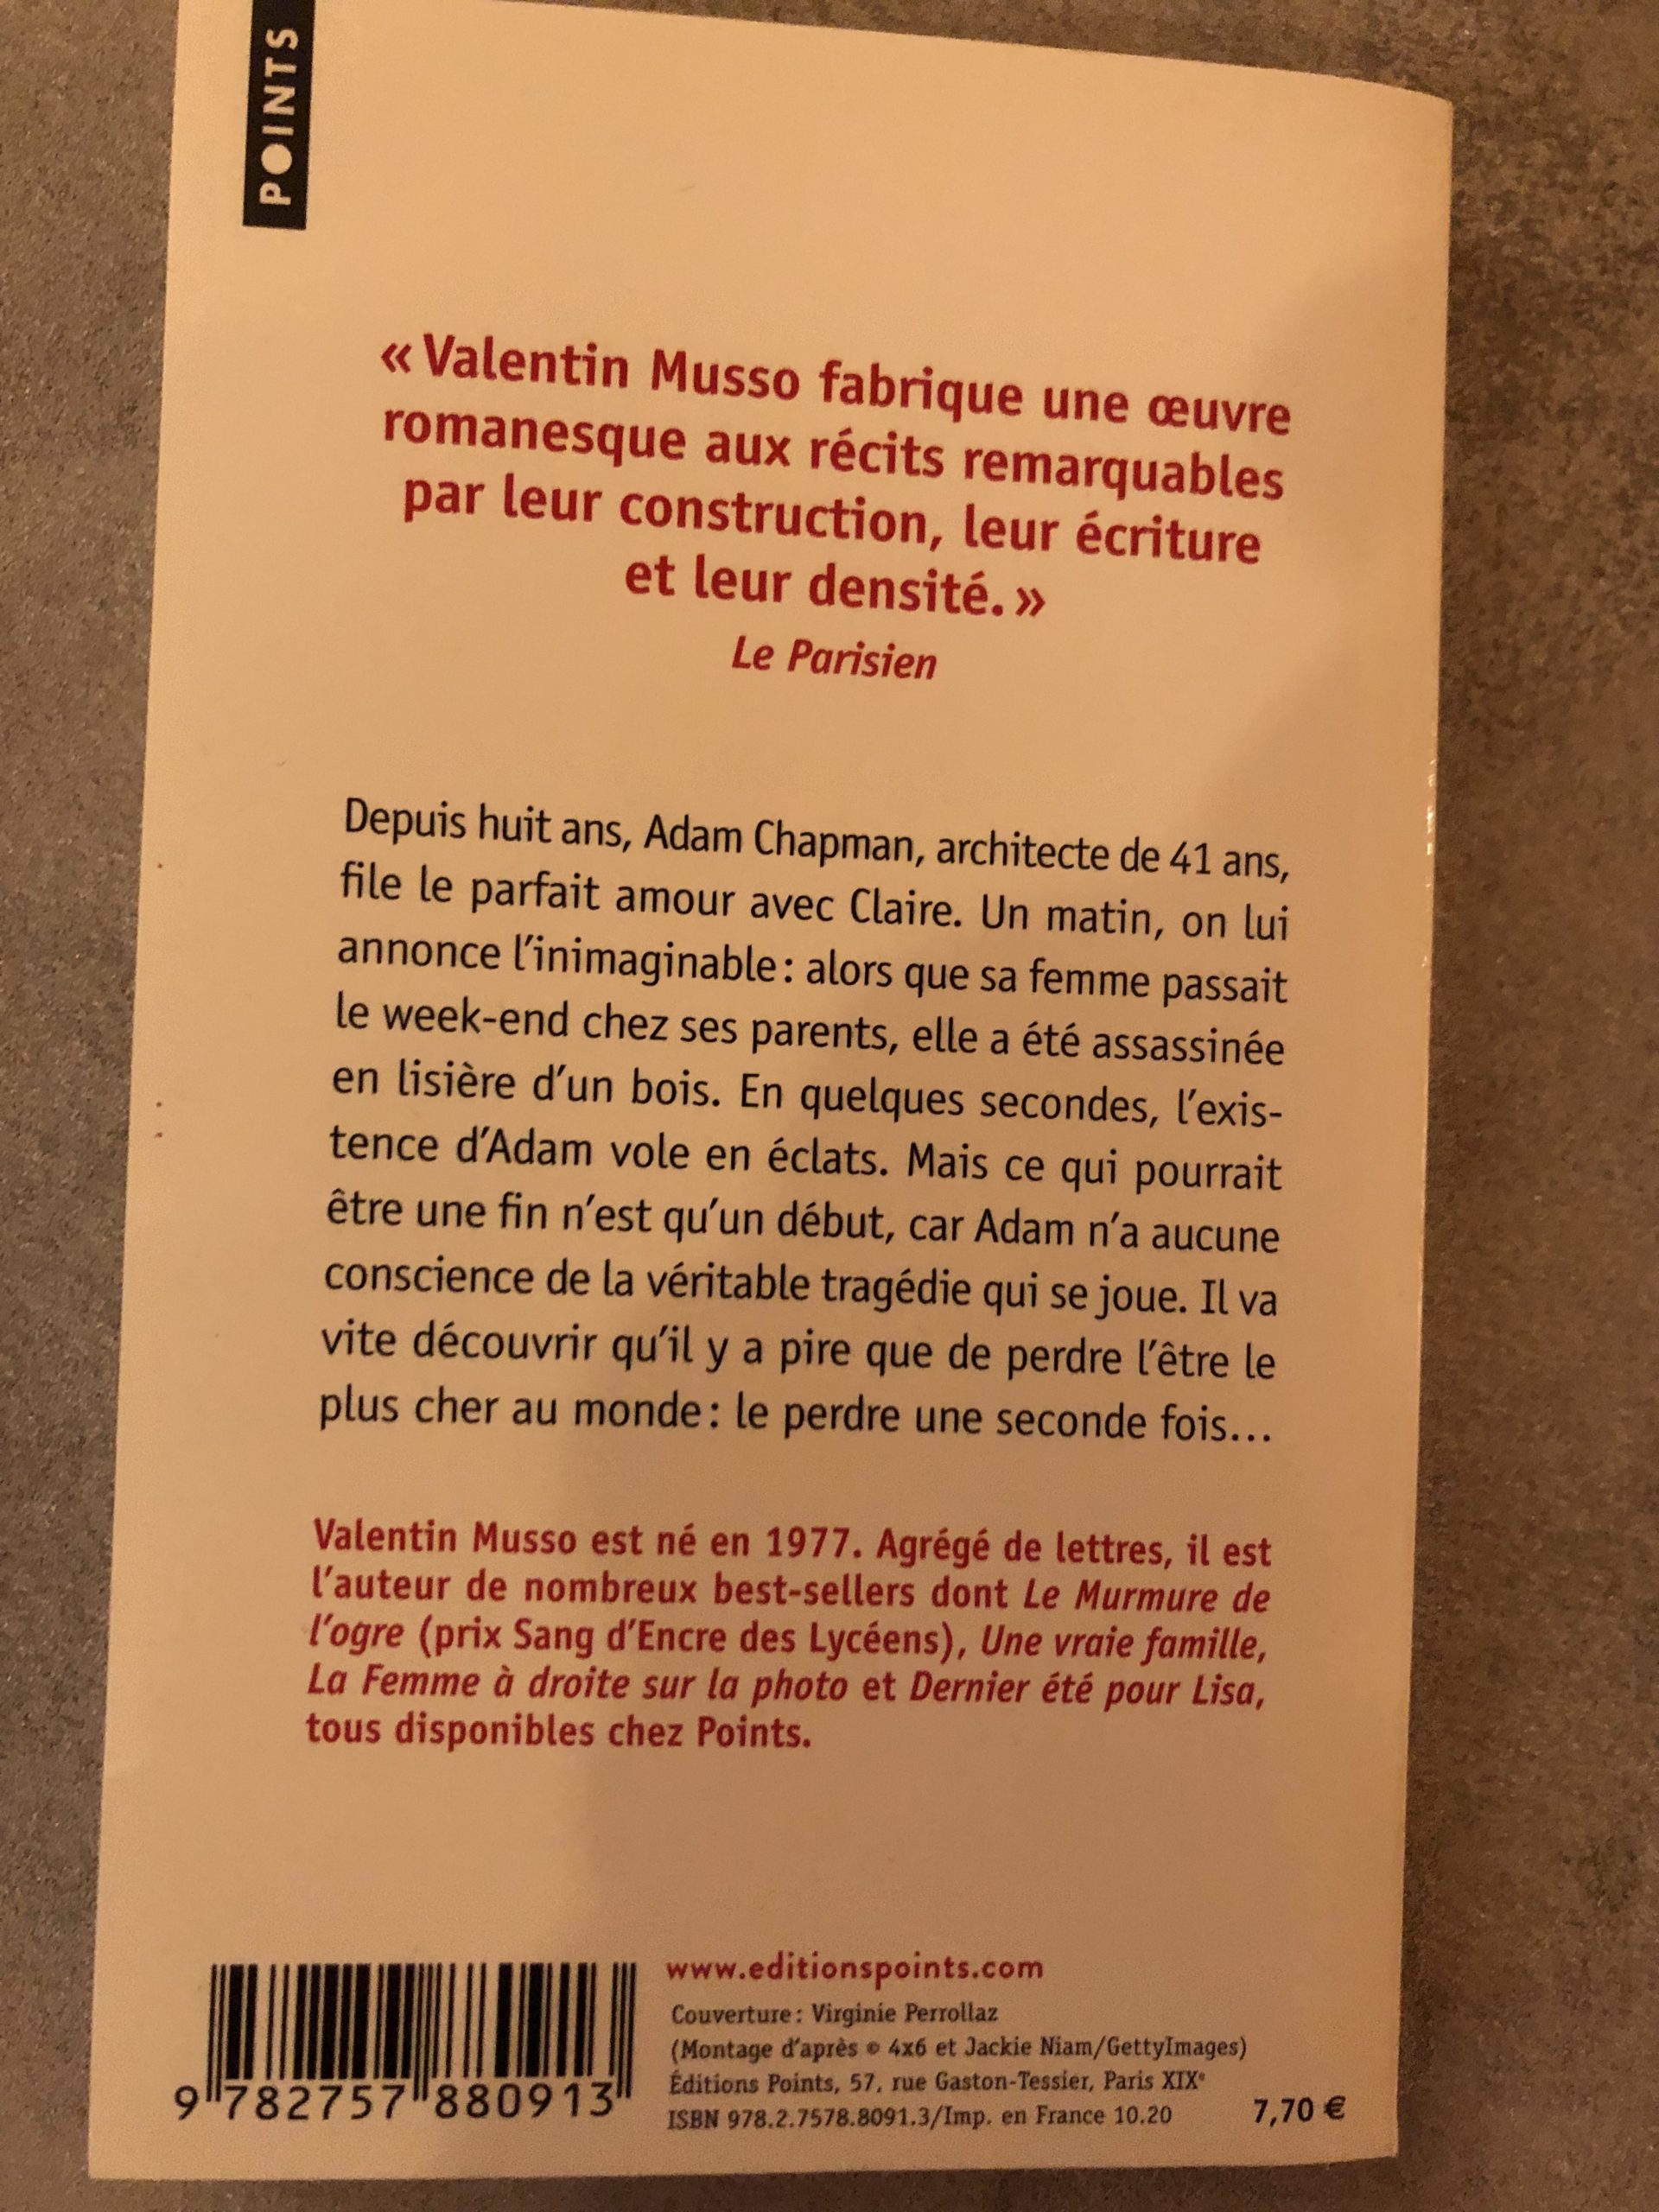 POINTS
« Valentin Musso fabrique une œuvre
romanesque aux récits remarquables
par leur construction, leur écriture
et leur densité. »
Le Parisien
Depuis huit ans, Adam Chapman, architecte de 41 ans,
file le parfait amour avec Claire. Un matin, on lui
annonce l’inimaginable : alors que sa femme passait
le week-end chez ses parents, elle a été assassinée
en lisière d’un bois. En quelques secondes, l’exis-
tence d’Adam vole en éclats. Mais ce qui pourrait
être une fin n’est qu’un début, car Adam n’a aucune
conscience de la véritable tragédie qui se joue. Il va
vite découvrir qu’il y a pire que de perdre l’être le
plus cher au monde : le perdre une seconde fois…
Valentin Musso est né en 1977. Agrégé de lettres, il est
l’auteur de nombreux best-sellers dont Le Murmure de
l’ogre (prix Sang d’Encre des Lycéens), Une vraie famille,
La Femme à droite sur la photo et Dernier été pour Lisa,
tous disponibles chez Points.
www.editionspoints.com
Couverture : Virginie Perrollaz
(Montage d’après © 4x6 et Jackie Niam/GettyImages)
Éditions Points, 57, rue Gaston-Tessier, Paris XIXe
ISBN 978.2.7578.8091.3/Imp. en France 10.20
7,70 €
9 782757 880913